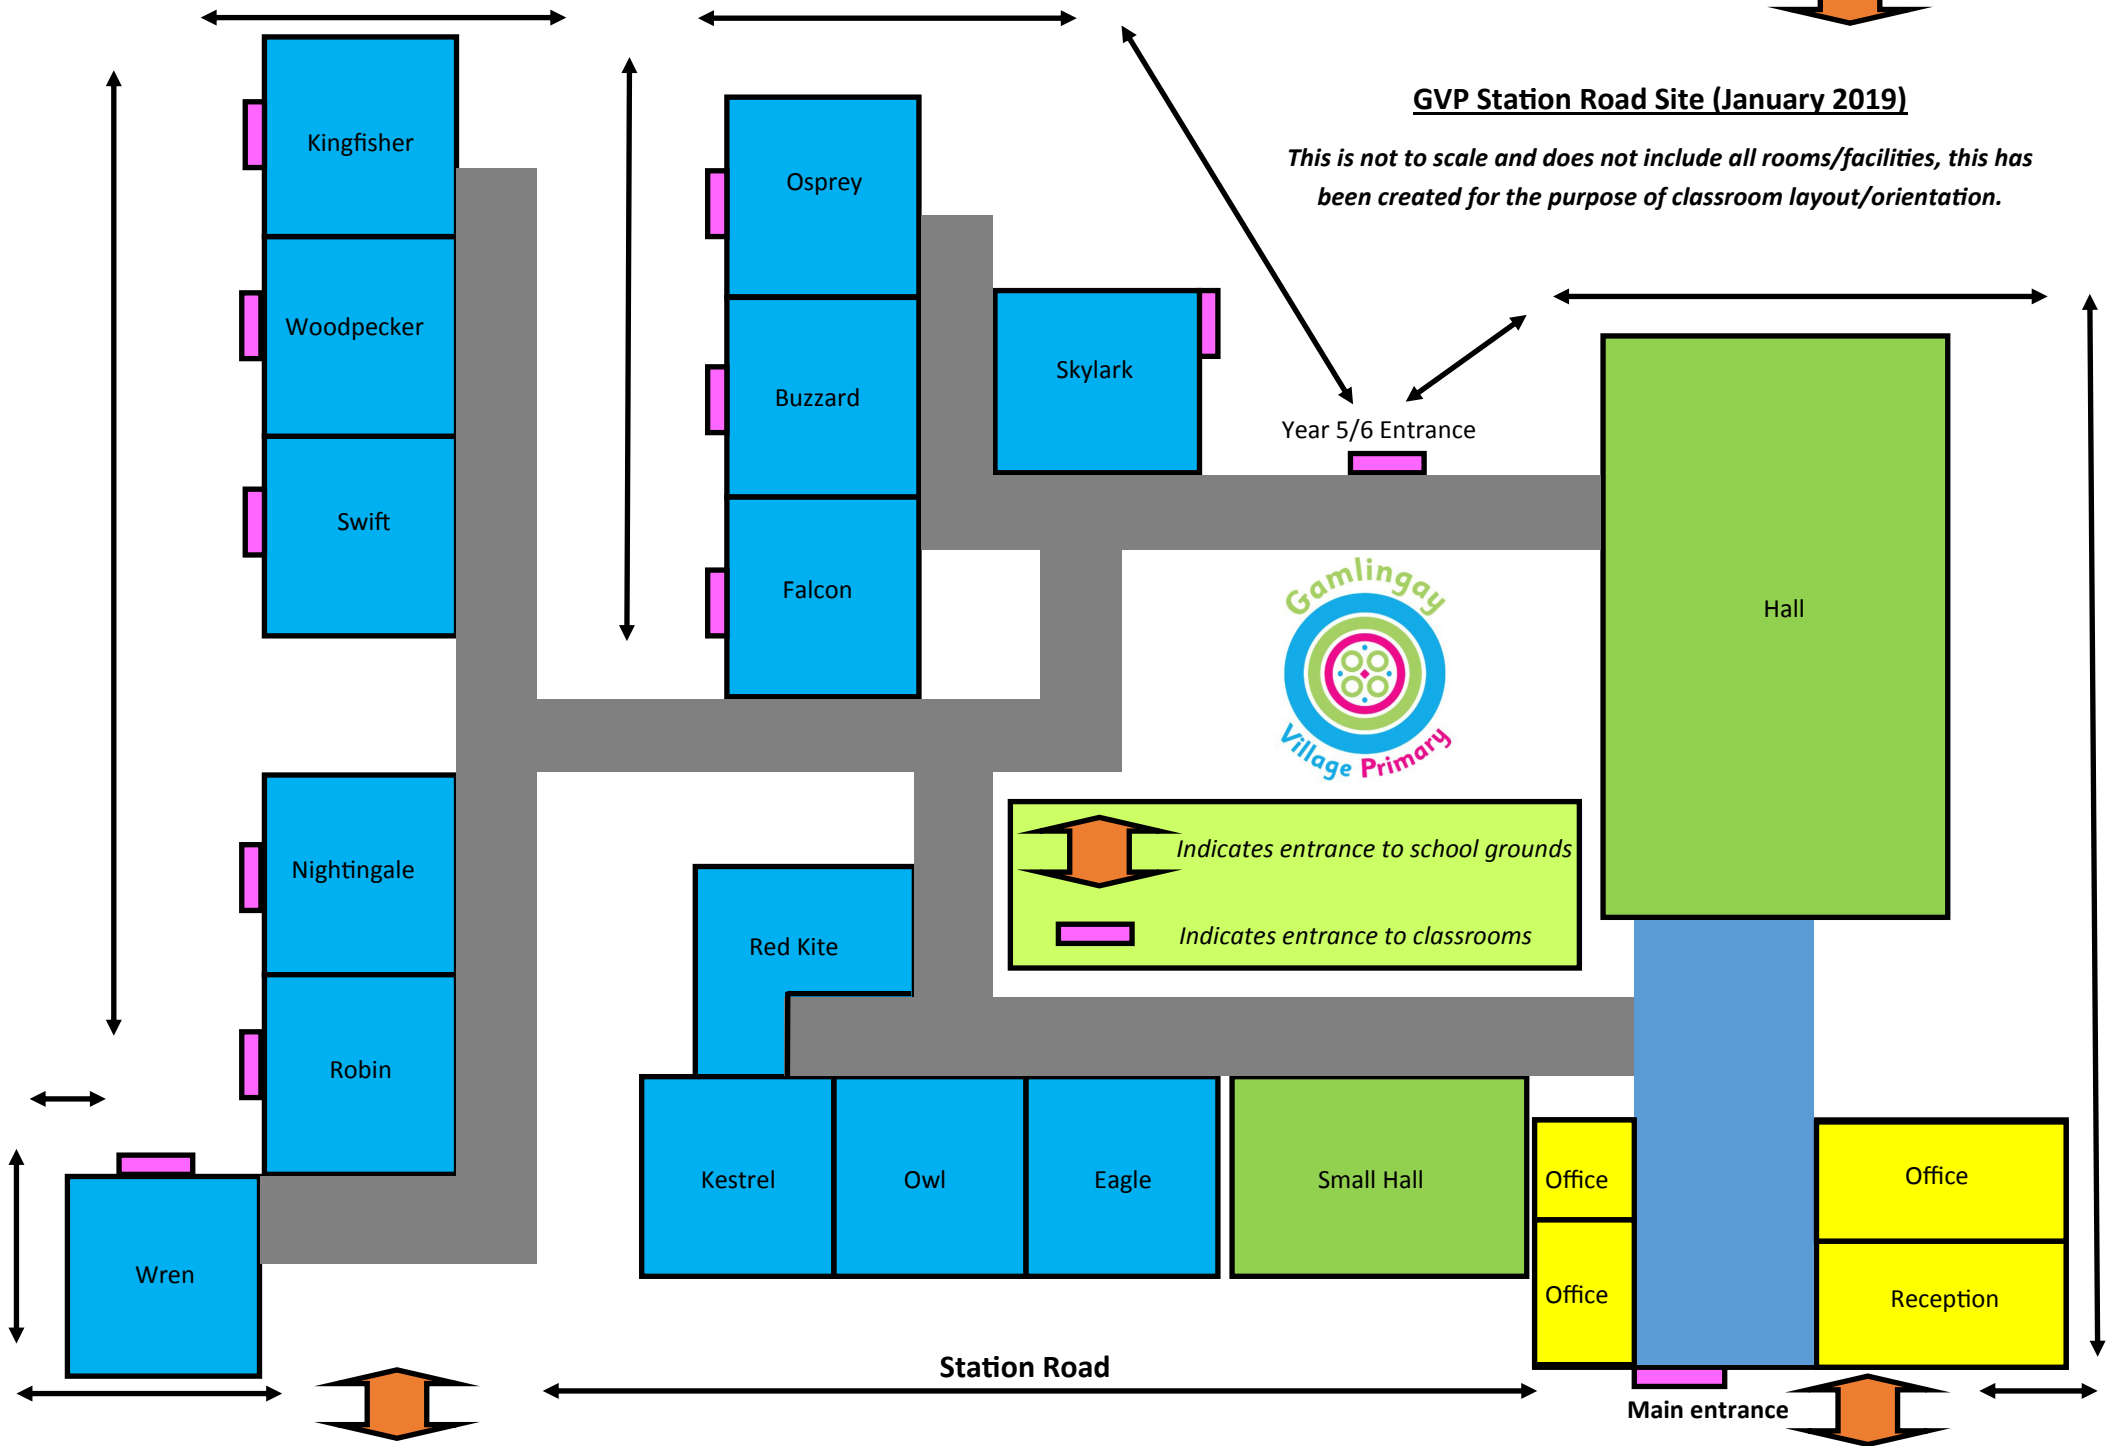 GVP Station Road Site (January 2019)
This is not to scale and does not include all rooms/facilities, this has
been created for the purpose of classroom layout/orientation.
Kingfisher
Osprey
Woodpecker
Skylark
Buzzard
Year 5/6 Entrance
Swift
Falcon
Hall
Gamlingay
Village Primary
Indicates entrance to school grounds
Indicates entrance to classrooms
Nightingale
Red Kite
Robin
Kestrel
Owl
Eagle
Small Hall
Office
Office
Wren
Office
Reception
Station Road
Main entrance